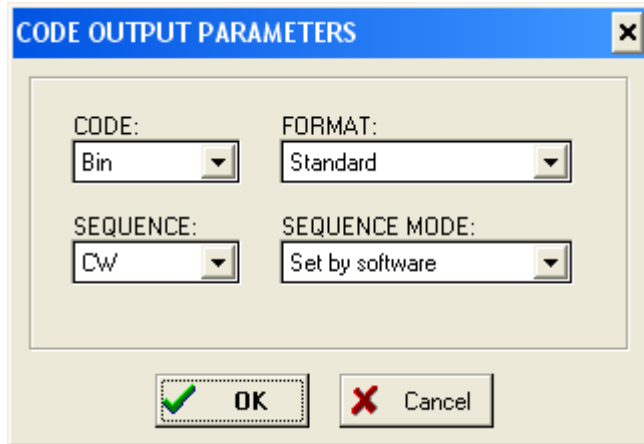 CODE OUTPUT PARAMETERS
CODE: FORMAT:
Bin Standard
SEQUENCE: SEQUENCE MODE:
CW Set by software
OK Cancel